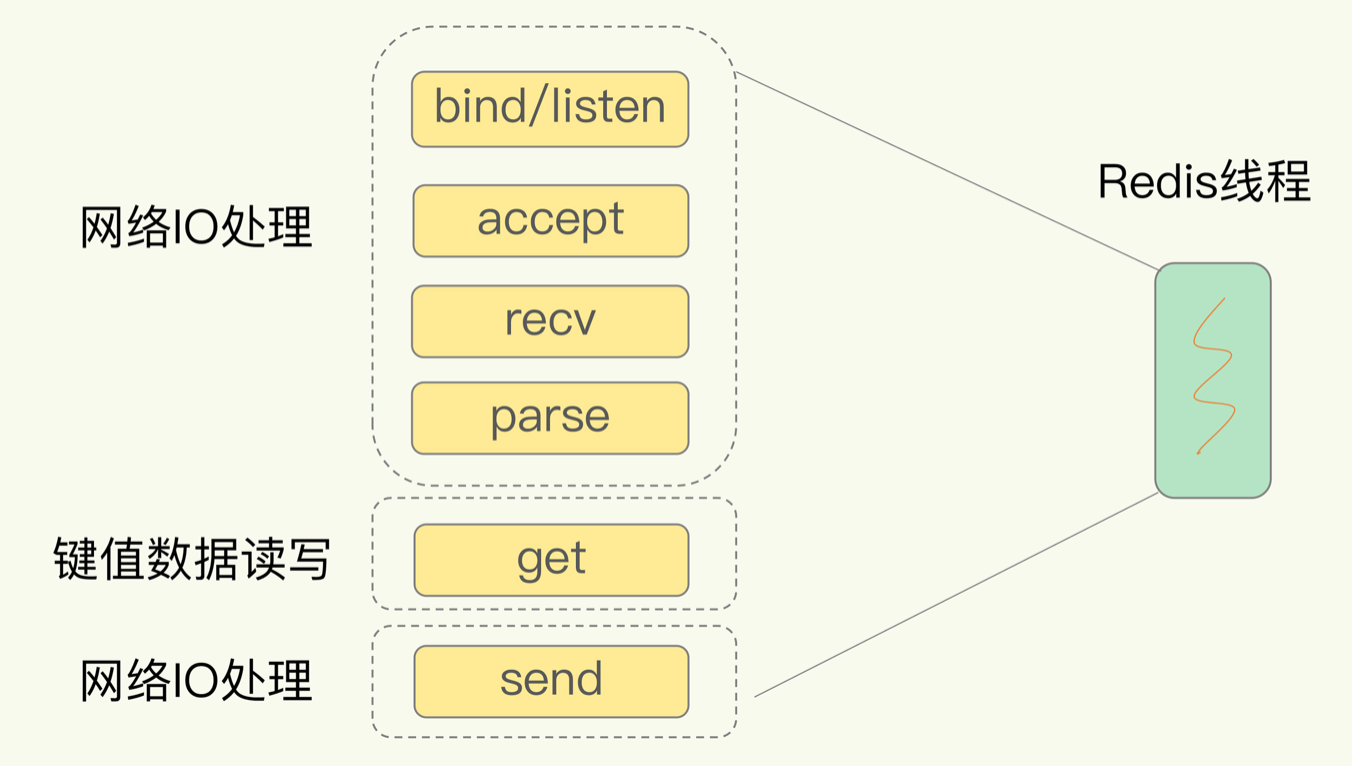 bind/listen
Redis线程
网络IO处理
accept
recv
parse
键值数据读写
get
网络IO处理
send